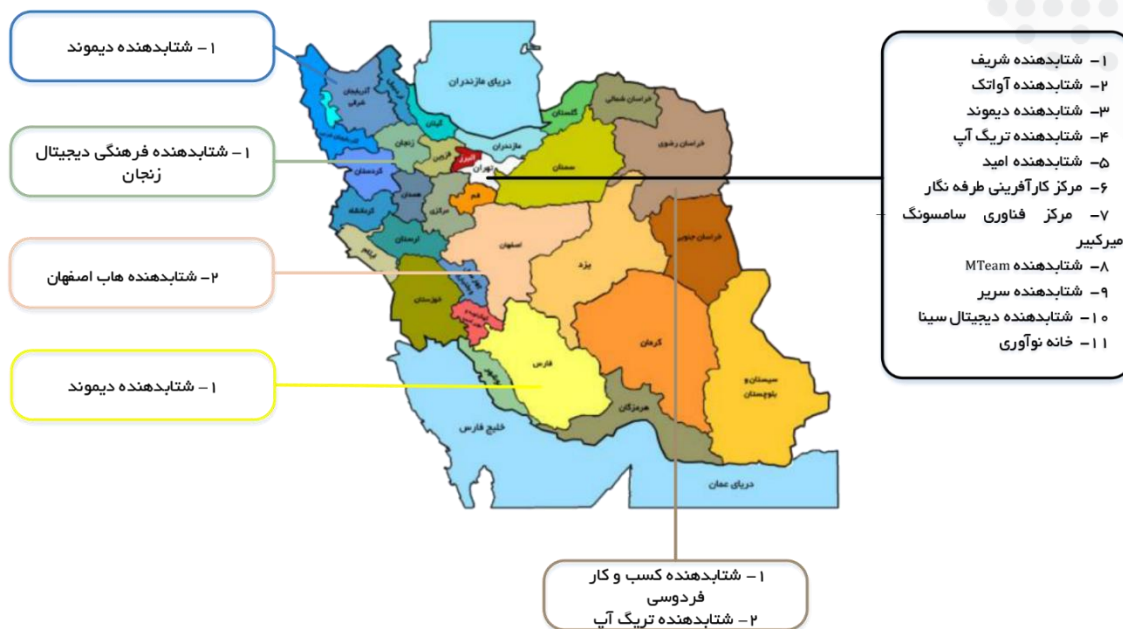 ۱- شتابدهنده دیموند
۱- شتابدهنده فرهنگی دیجیتال
زنجان
۲- شتابدهنده هاب اصفهان
۱- شتابدهنده دیموند
۱- شتابدهنده شریف
۲- شتابدهنده آواتک
۳- شتابدهنده دیموند
۴- شتابدهنده تریگ آپ
۵- شتابدهنده امید
۶- مرکز کارآفرینی طرفه نگار
۷- مرکز فناوری سامسونگ –
میرکبیر
۸- شتابدهنده MTeam
۹- شتابدهنده سریر
۱۰- شتابدهنده دیجیتال سینا
۱۱- خانه نوآوری
۱- شتابدهنده کسب و کار
فردوسی
۲- شتابدهنده تریگ آپ
دریای مازندران
آذربایجان
شرقی
گیلان
زنجان
قزوین
البرز
تهران
مازندران
گلستان
خراسان شمالی
خراسان رضوی
سمنان
کردستان
همدان
مرکزی
قم
کرمانشاه
لرستان
ایلام
اصفهان
یزد
خراسان جنوبی
خوزستان
فارس
کرمان
بوشهر
هرمزگان
سیستان و
بلوچستان
خلیج فارس
دریای عمان